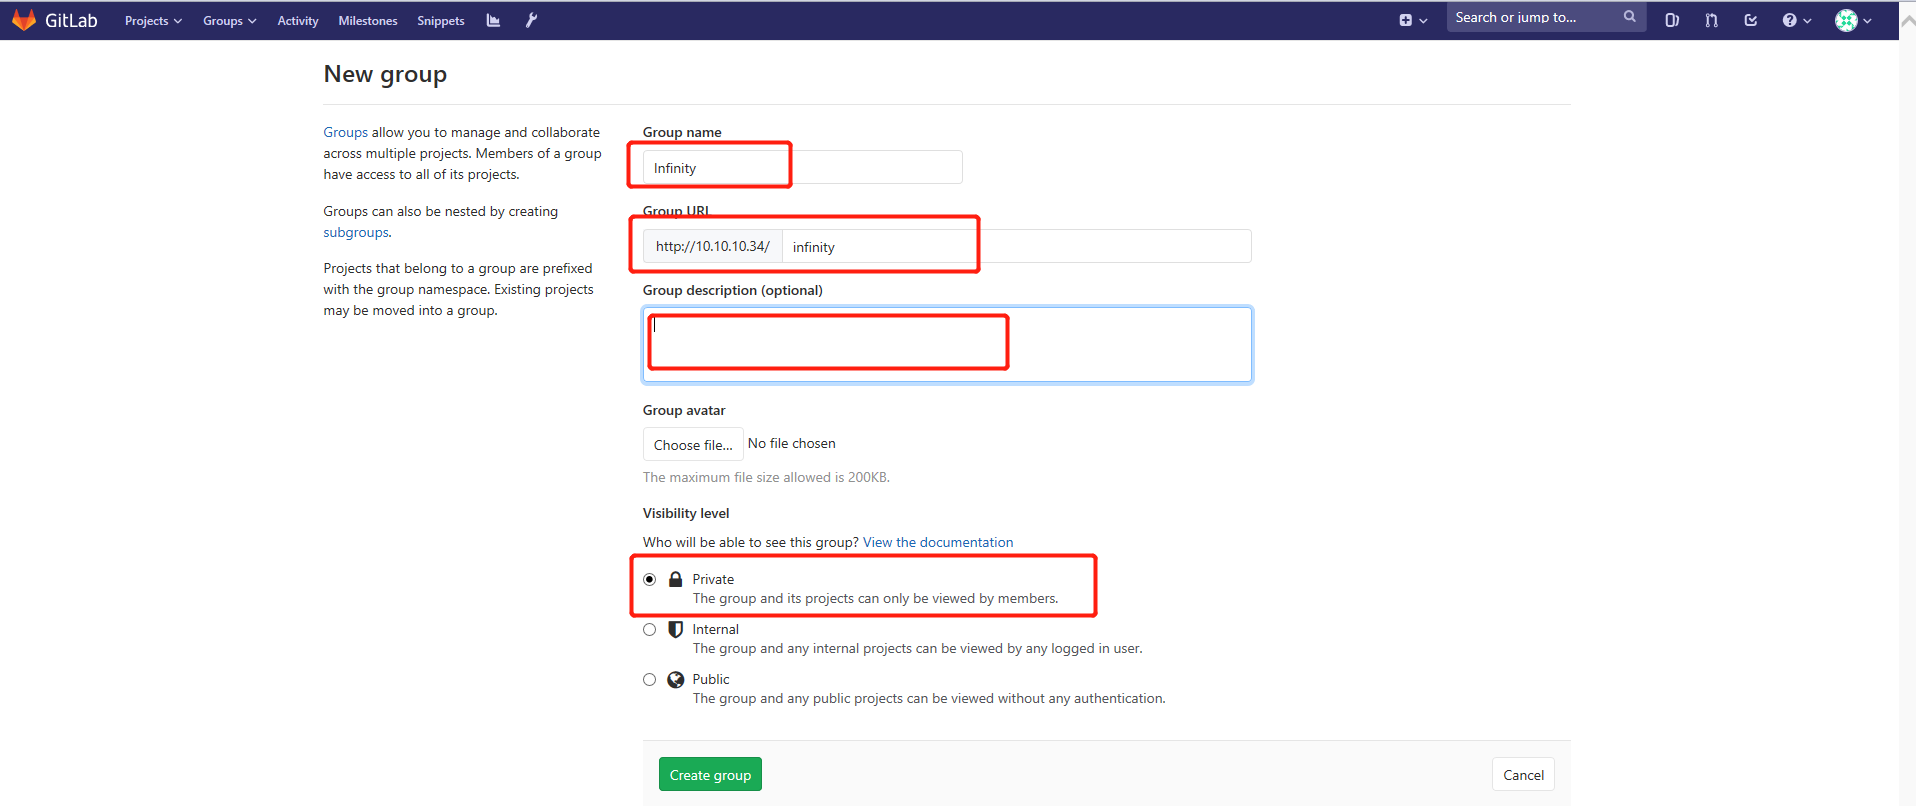 GitLab Projects Groups Activity Milestones Snippets Search or jump to...
New group
Groups allow you to manage and collaborate
across multiple projects. Members of a group
have access to all of its projects.
Groups can also be nested by creating
subgroups.
Projects that belong to a group are prefixed
with the group namespace. Existing projects
may be moved into a group.
Group name
Infinity
Group URL
http://10.10.10.34/ infinity
Group description (optional)
Group avatar
Choose file... No file chosen
The maximum file size allowed is 200KB.
Visibility level
Who will be able to see this group? View the documentation
Private
The group and its projects can only be viewed by members.
Internal
The group and any internal projects can be viewed by any logged in user.
Public
The group and any public projects can be viewed without any authentication.
Create group Cancel